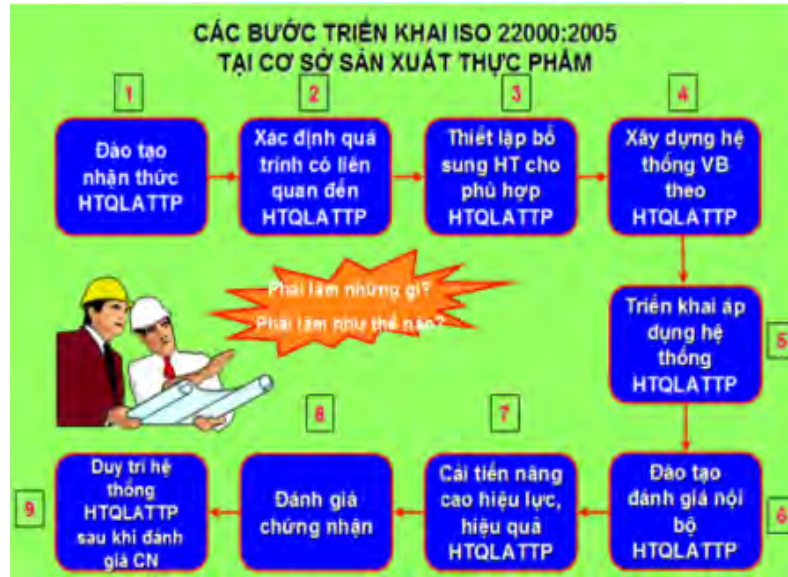 CÁC BƯỚC TRIỂN KHAI ISO 22000:2005
TẠI CƠ SỞ SẢN XUẤT THỰC PHẨM
1
Đào tạo
nhận thức
HTQLATTP
2
Xác định quá
trình có liên
quan đến
HTQLATTP
3
Thiết lập bổ
sung HT cho
phù hợp
HTQLATTP
4
Xây dựng hệ
thống VB
theo
HTQLATTP
Phải làm những gì?
Phải làm như thế nào?
Triển khai áp
dụng hệ
thống
HTQLATTP
5
Đào tạo
đánh giá nội
bộ
HTQLATTP
6
7
Cải tiến nâng
cao hiệu lực,
hiệu quả
HTQLATTP
8
Đánh giá
chứng nhận
9
Duy trì hệ
thống
HTQLATTP
sau khi đánh
giá CN